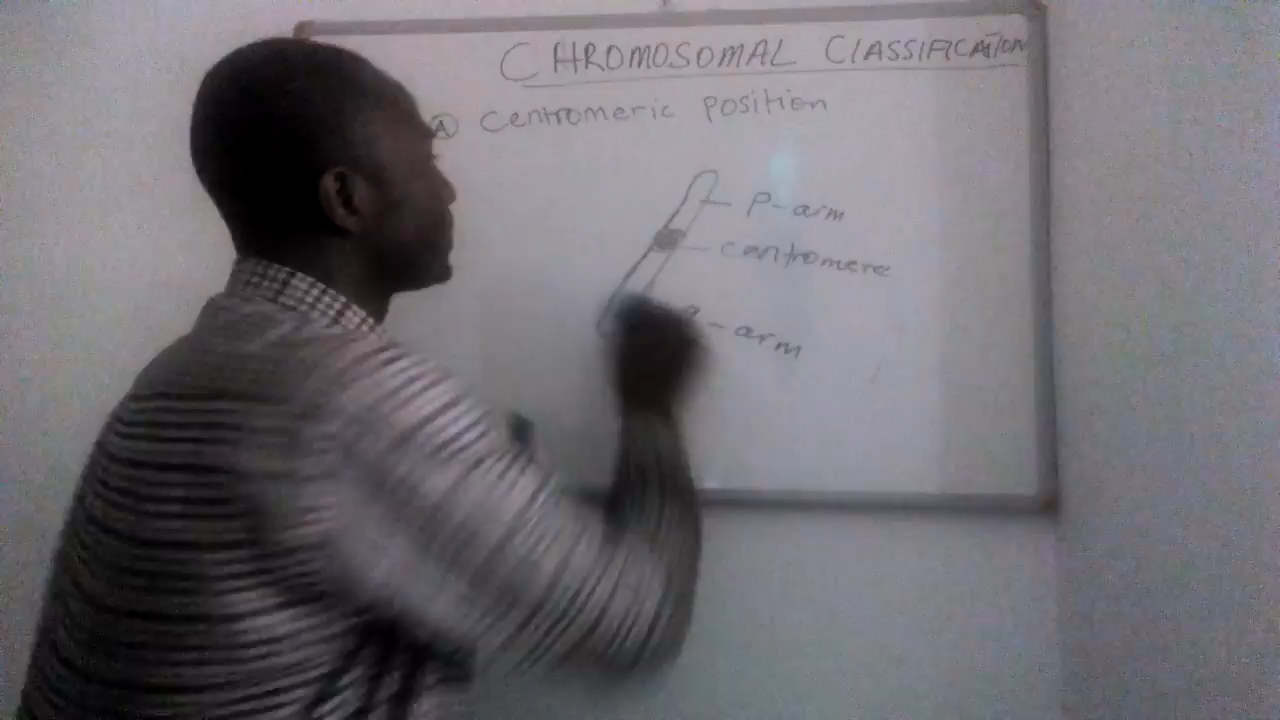 CHROMOSOMAL CLASSIFICATION
A Centromeric position
P-arm
centromere
q-arm